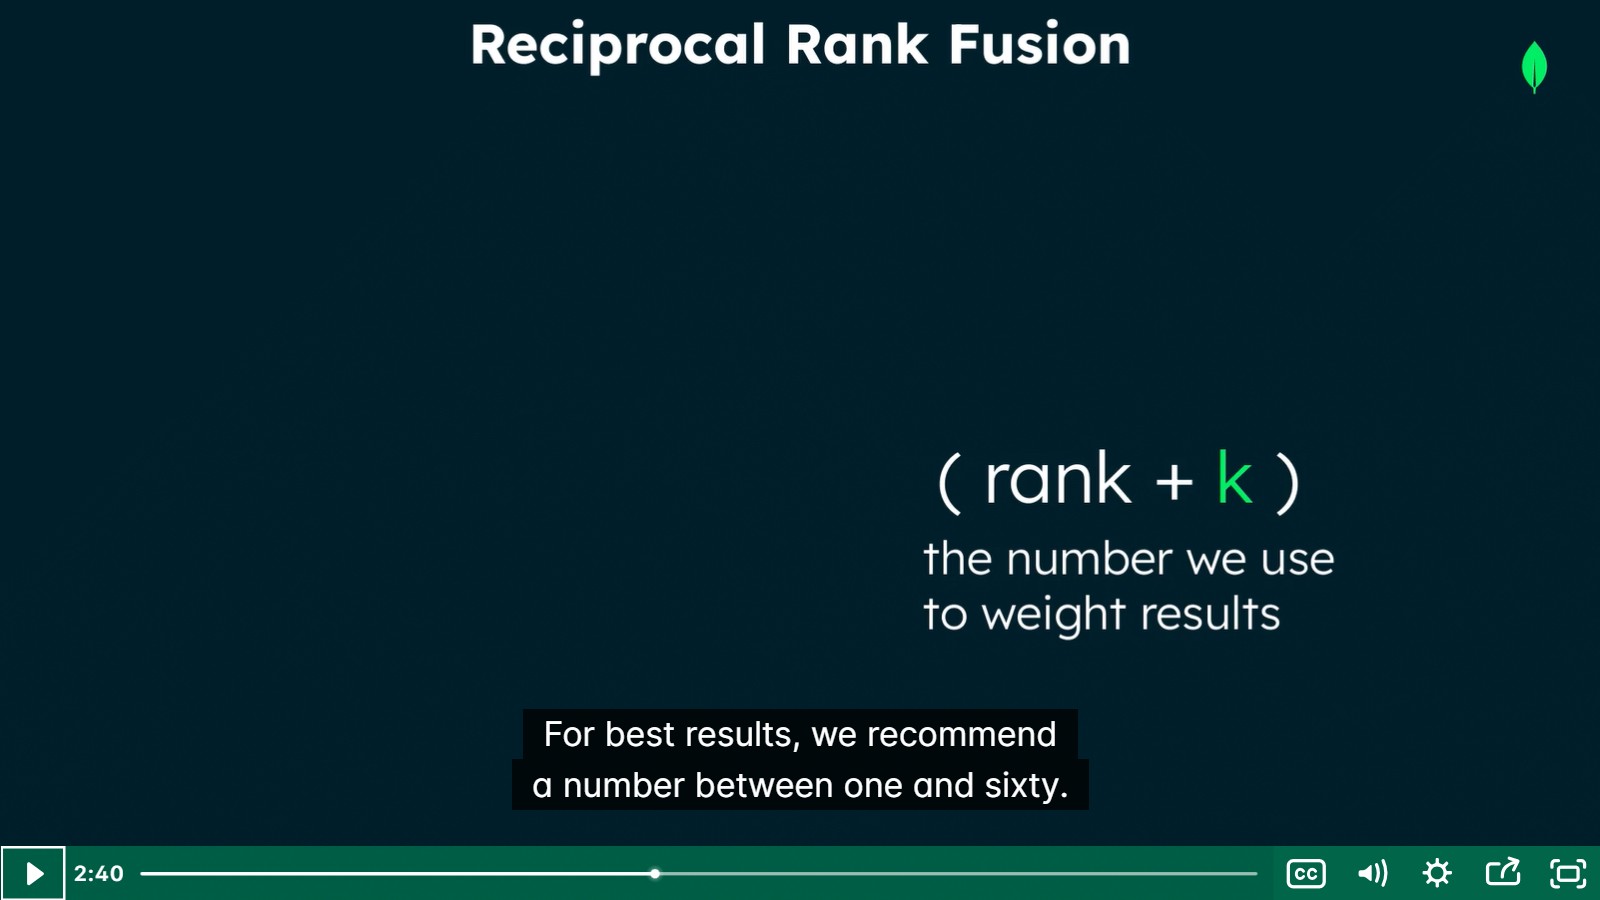 Reciprocal Rank Fusion
( rank + k )
the number we use
to weight results
For best results, we recommend
a number between one and sixty.
2:40
CC